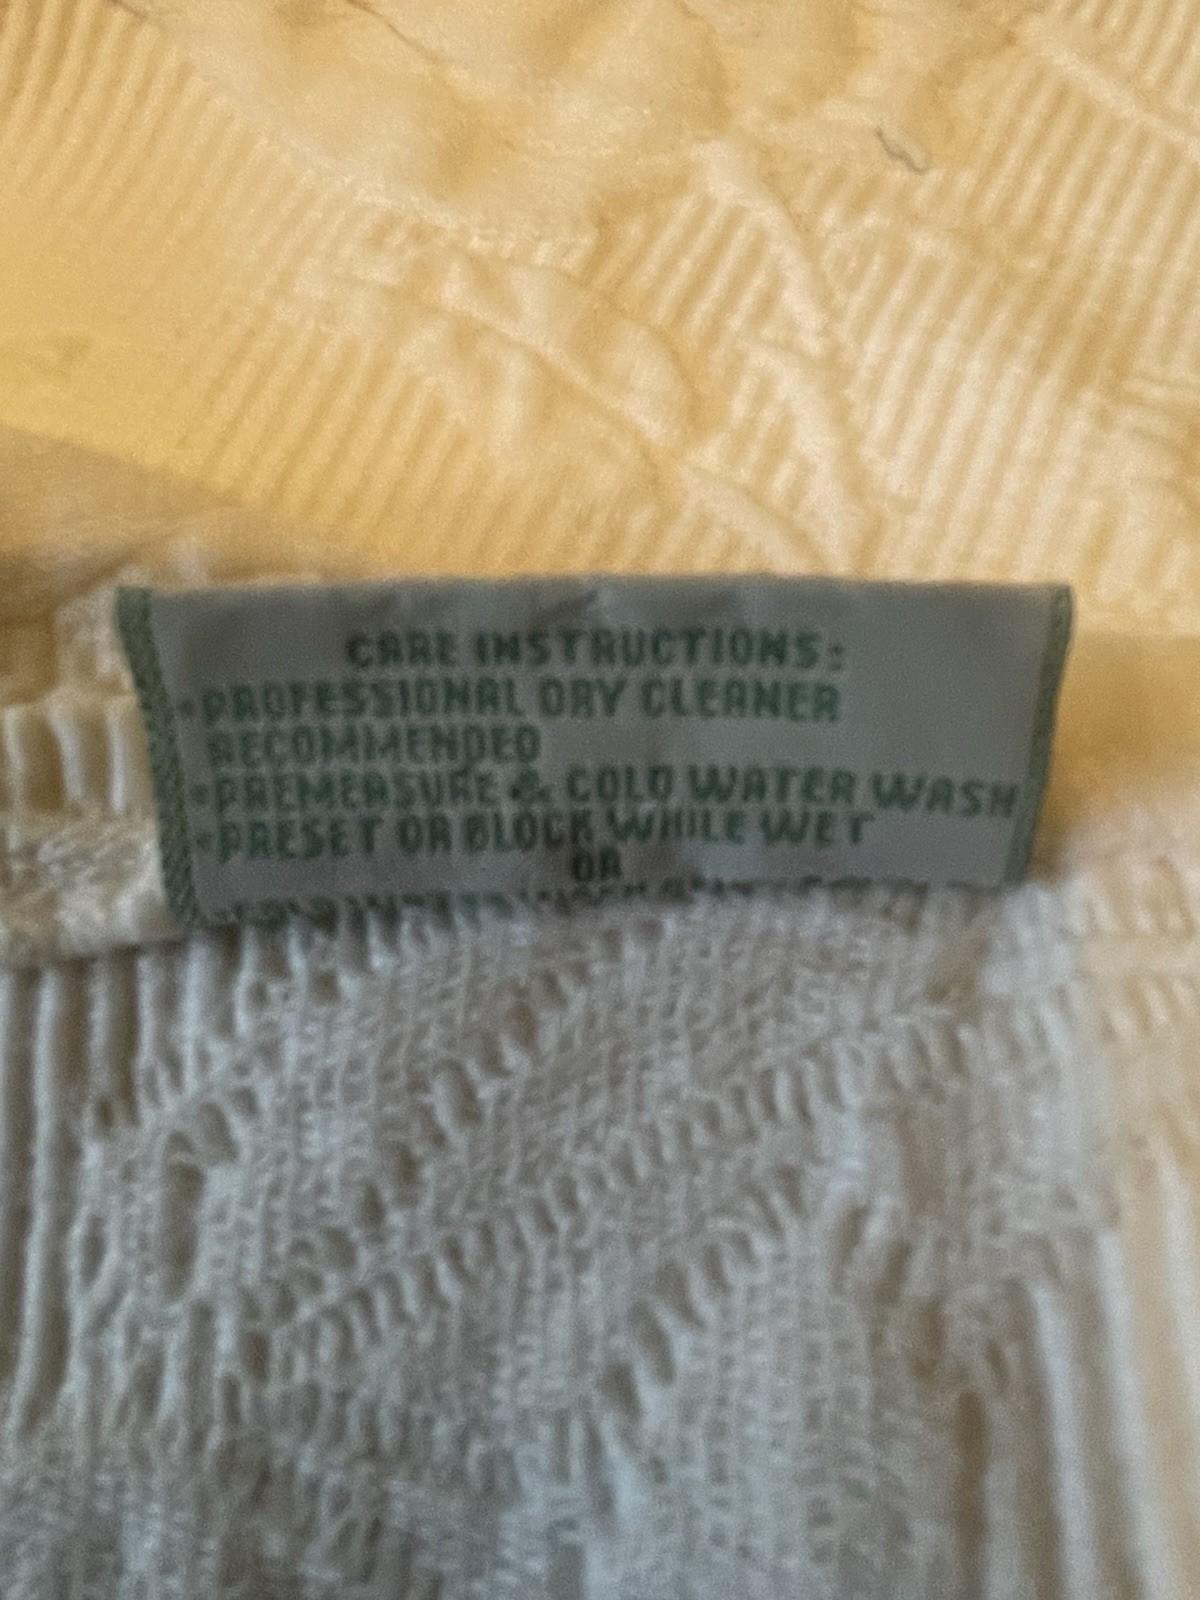 CARE INSTRUCTIONS:
•PROFESSIONAL DRY CLEANER
RECOMMENDED
•PREMEASURE & COLD WATER WASH
•PRESET OR BLOCK WHILE WET
OR